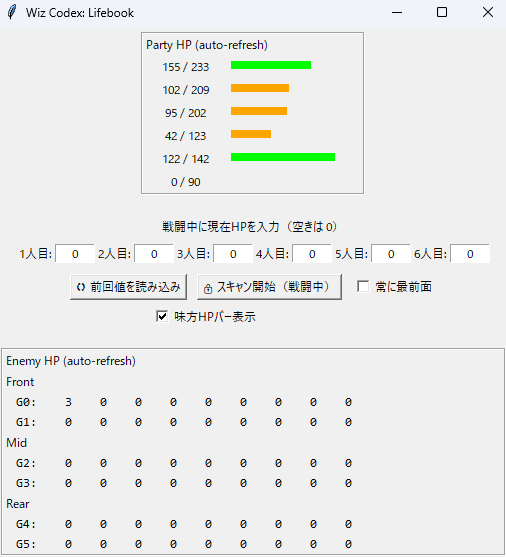 Wiz Codex: Lifebook
Party HP (auto-refresh)
155 / 233
102 / 209
95 / 202
42 / 123
122 / 142
0 / 90
戦闘中に現在HPを入力（空きは 0）
1人目: 0 2人目: 0 3人目: 0 4人目: 0 5人目: 0 6人目: 0
前回値を読み込み スキャン開始（戦闘中） 常に最前面
味方HPバー表示
Enemy HP (auto-refresh)
Front
G0: 3 0 0 0 0 0 0 0 0
G1: 0 0 0 0 0 0 0 0 0
Mid
G2: 0 0 0 0 0 0 0 0 0
G3: 0 0 0 0 0 0 0 0 0
Rear
G4: 0 0 0 0 0 0 0 0 0
G5: 0 0 0 0 0 0 0 0 0